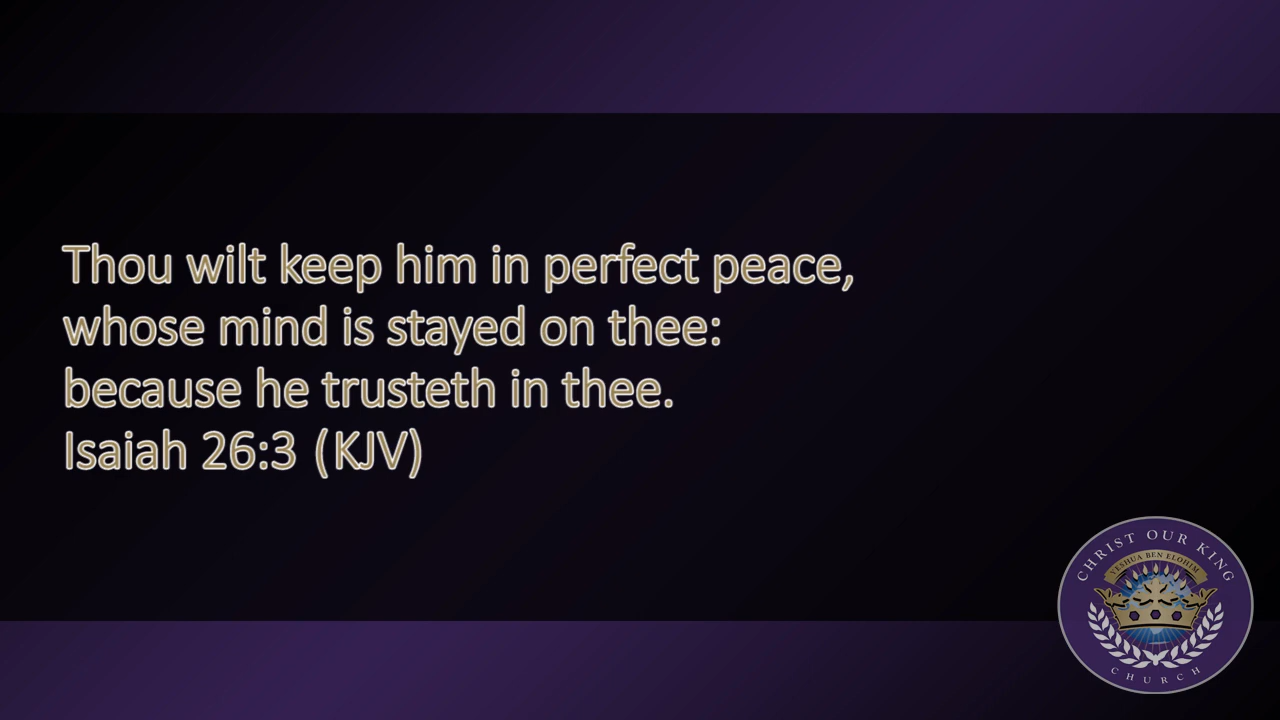 Thou wilt keep him in perfect peace,
whose mind is stayed on thee:
because he trusteth in thee.
Isaiah 26:3 (KJV)
CHRIST OUR KING
YESHUA BEN ELOHIM
CHURCH